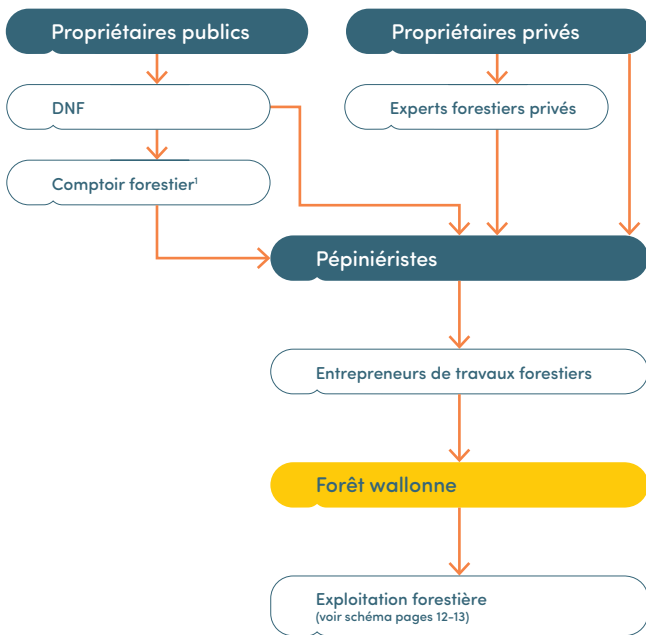 Propriétaires publics
Propriétaires privés
DNF
Experts forestiers privés
Comptoir forestier¹
Pépiniéristes
Entrepreneurs de travaux forestiers
Forêt wallonne
Exploitation forestière
(voir schéma pages 12-13)